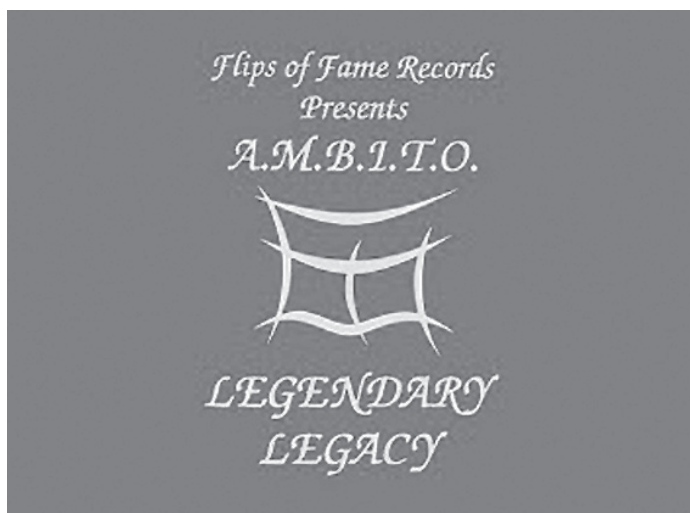 Flips of Fame Records
Presents
A.M.B.I.T.O.
LEGENDARY
LEGACY